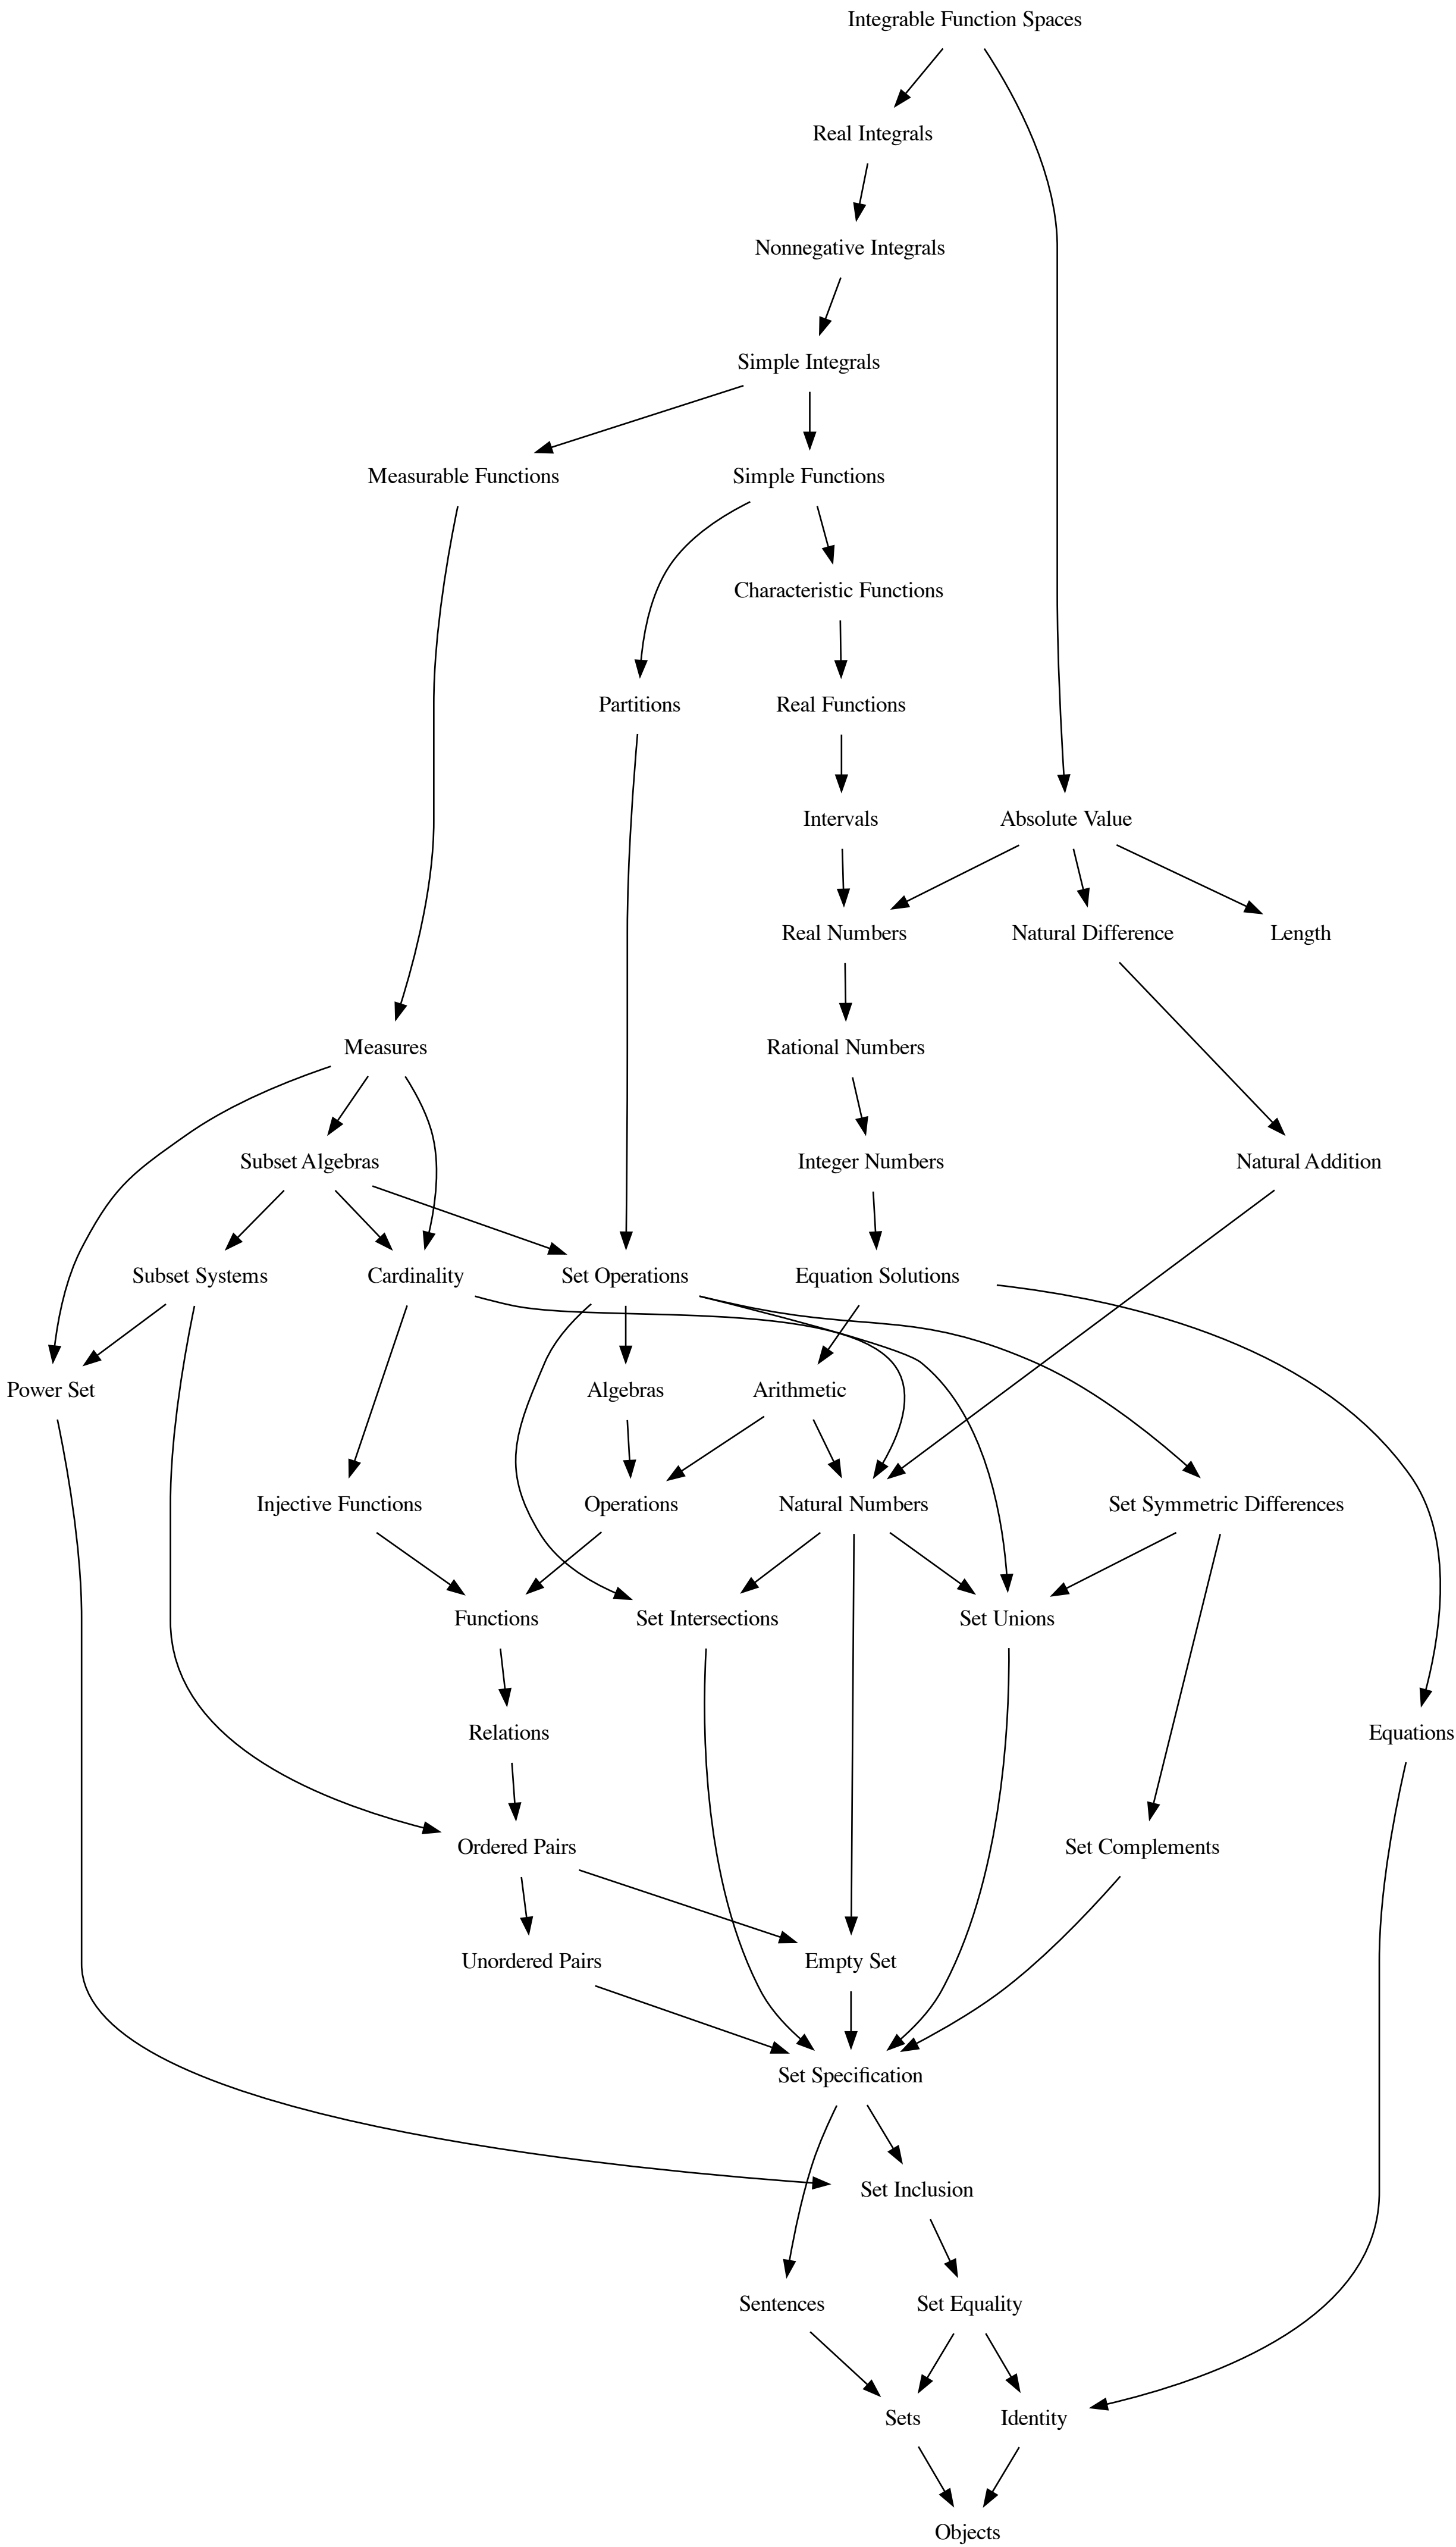 Integrable Function Spaces
Real Integrals
Nonnegative Integrals
Simple Integrals
Measurable Functions
Simple Functions
Characteristic Functions
Partitions
Real Functions
Intervals
Absolute Value
Real Numbers
Natural Difference
Length
Measures
Rational Numbers
Subset Algebras
Integer Numbers
Natural Addition
Subset Systems
Cardinality
Set Operations
Equation Solutions
Power Set
Algebras
Arithmetic
Injective Functions
Operations
Natural Numbers
Set Symmetric Differences
Functions
Set Intersections
Set Unions
Relations
Equations
Ordered Pairs
Set Complements
Unordered Pairs
Empty Set
Set Specification
Set Inclusion
Sentences
Set Equality
Sets
Identity
Objects